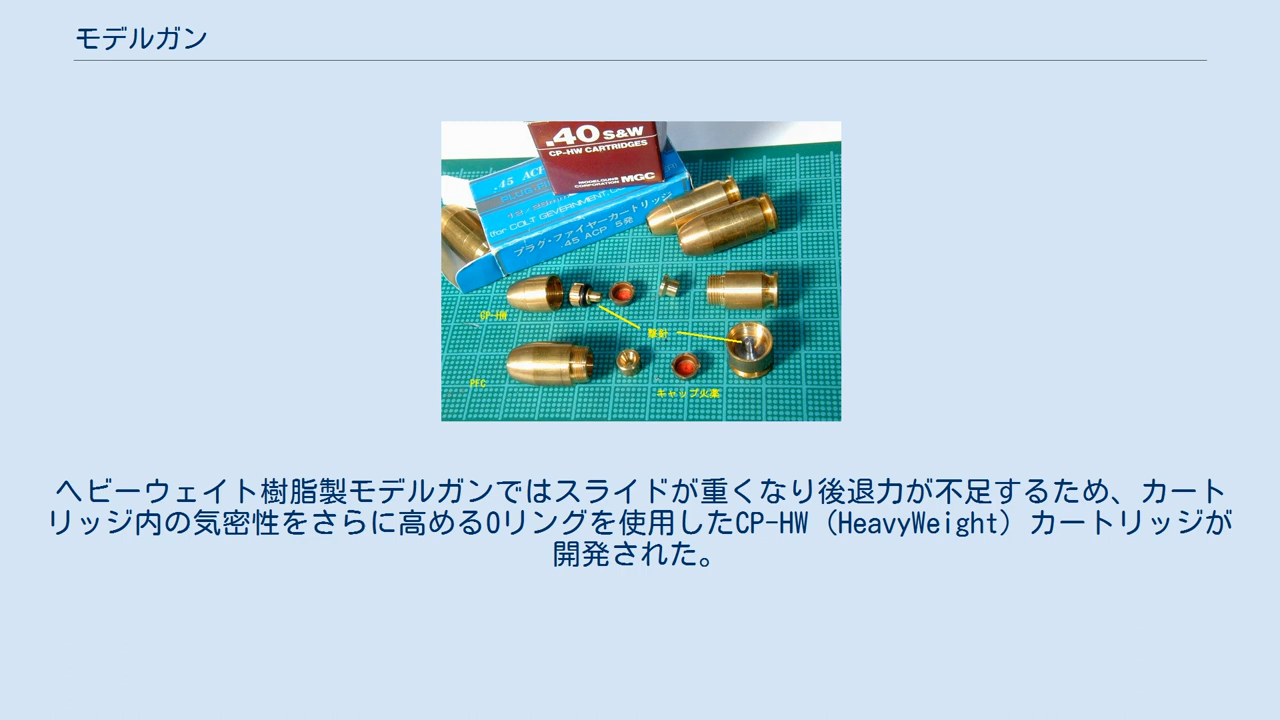 モデルガン
.40 S&W
CP-HW CARTRIDGES
MODELGUNS
CORPORATION MGC
.45 ACP
for COLT GEVERNMENT.
プラグ・ファイヤーカートリッジ
.45 ACP 5発
CP-HW
撃針
PFC
キャップ火薬
ヘビーウェイト樹脂製モデルガンではスライドが重くなり後退力が不足するため、カート
リッジ内の気密性をさらに高めるOリングを使用したCP-HW（HeavyWeight）カートリッジが
開発された。